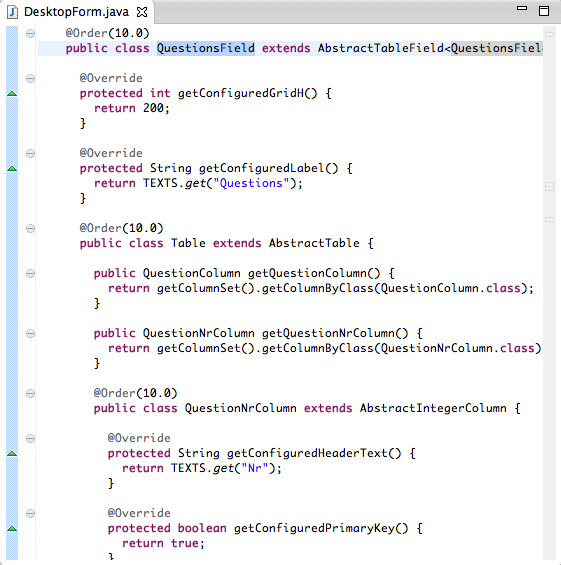 DesktopForm.java
@Order(10.0)
public class QuestionsField extends AbstractTableField<QuestionsFiel
@Override
protected int getConfiguredGridH() {
return 200;
}
@Override
protected String getConfiguredLabel() {
return TEXTS.get("Questions");
}
@Order(10.0)
public class Table extends AbstractTable {
public QuestionColumn getQuestionColumn() {
return getColumnSet().getColumnByClass(QuestionColumn.class);
}
public QuestionNrColumn getQuestionNrColumn() {
return getColumnSet().getColumnByClass(QuestionNrColumn.class)
}
@Order(10.0)
public class QuestionNrColumn extends AbstractIntegerColumn {
@Override
protected String getConfiguredHeaderText() {
return TEXTS.get("Nr");
}
@Override
protected boolean getConfiguredPrimaryKey() {
return true;
}